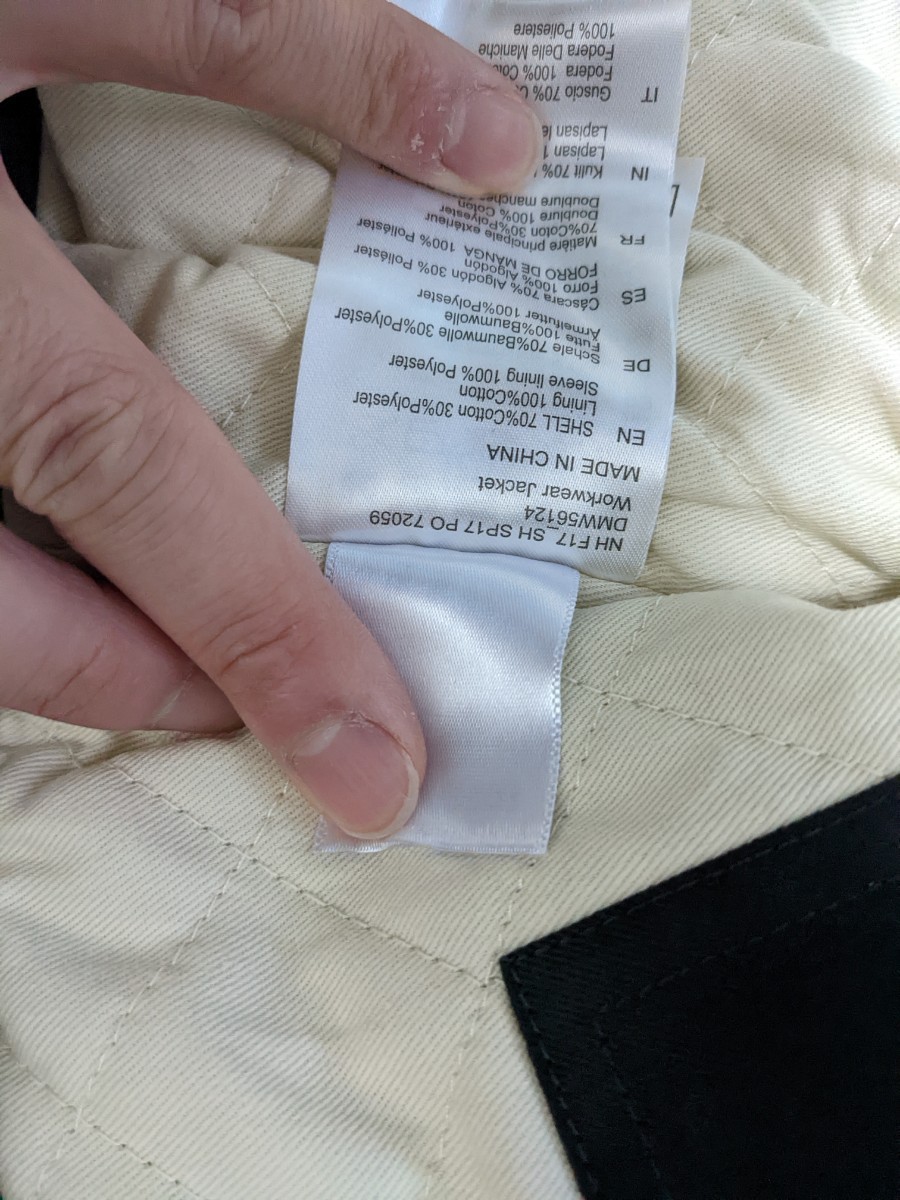 NH F17_SH SP17 PO 72059
DMW56124
Workwear Jacket
MADE IN CHINA
EN SHELL 70%Cotton 30%Polyester
Lining 100%Cotton
Sleeve lining 100% Polyester
DE Schale 70%Baumwolle 30%Polyester
Futte 100%Baumwolle
Armelfutter 100%Polyester
ES Cáscara 70% Algodón 30% Poliéster
Forro 100% Algodón
FORRO DE MANGA 100% Poliéster
FR Matière principale extérieur
70%Coton 30%Polyester
Doublure 100% Coton
Doublure manches
IN Kulit 70%
Lapisan 1
Lapisan le
IT Guscio 70%
Fodera 100%
Fodera Delle Maniche
100% Poliestere